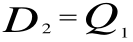 D₂ = Q₁